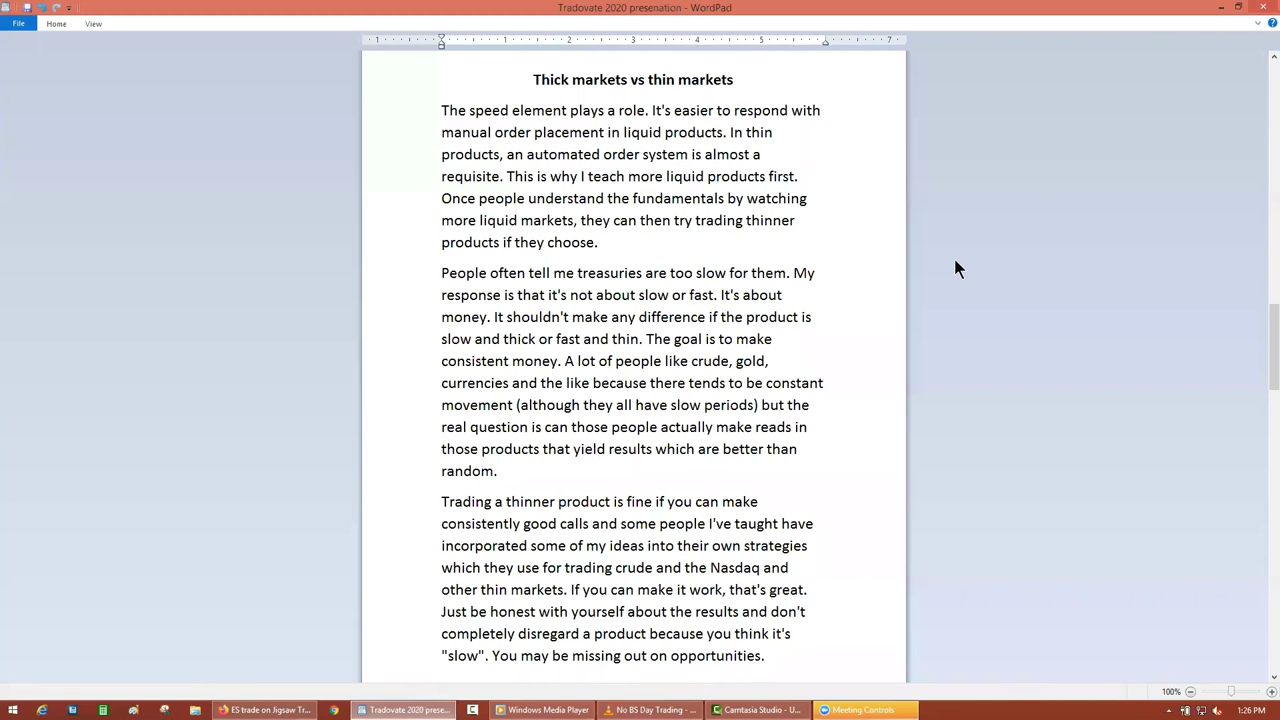 Tradovate 2020 presenation - WordPad
File Home View
1 1 2 3 4 5 7
Thick markets vs thin markets
The speed element plays a role. It's easier to respond with
manual order placement in liquid products. In thin
products, an automated order system is almost a
requisite. This is why I teach more liquid products first.
Once people understand the fundamentals by watching
more liquid markets, they can then try trading thinner
products if they choose.
People often tell me treasuries are too slow for them. My
response is that it's not about slow or fast. It's about
money. It shouldn't make any difference if the product is
slow and thick or fast and thin. The goal is to make
consistent money. A lot of people like crude, gold,
currencies and the like because there tends to be constant
movement (although they all have slow periods) but the
real question is can those people actually make reads in
those products that yield results which are better than
random.
Trading a thinner product is fine if you can make
consistently good calls and some people I've taught have
incorporated some of my ideas into their own strategies
which they use for trading crude and the Nasdaq and
other thin markets. If you can make it work, that's great.
Just be honest with yourself about the results and don't
completely disregard a product because you think it's
"slow". You may be missing out on opportunities.
100%
ES trade on Jigsaw Tr... Tradovate 2020 prese... Windows Media Player No BS Day Trading - ... Camtasia Studio - U... Meeting Controls 1:26 PM